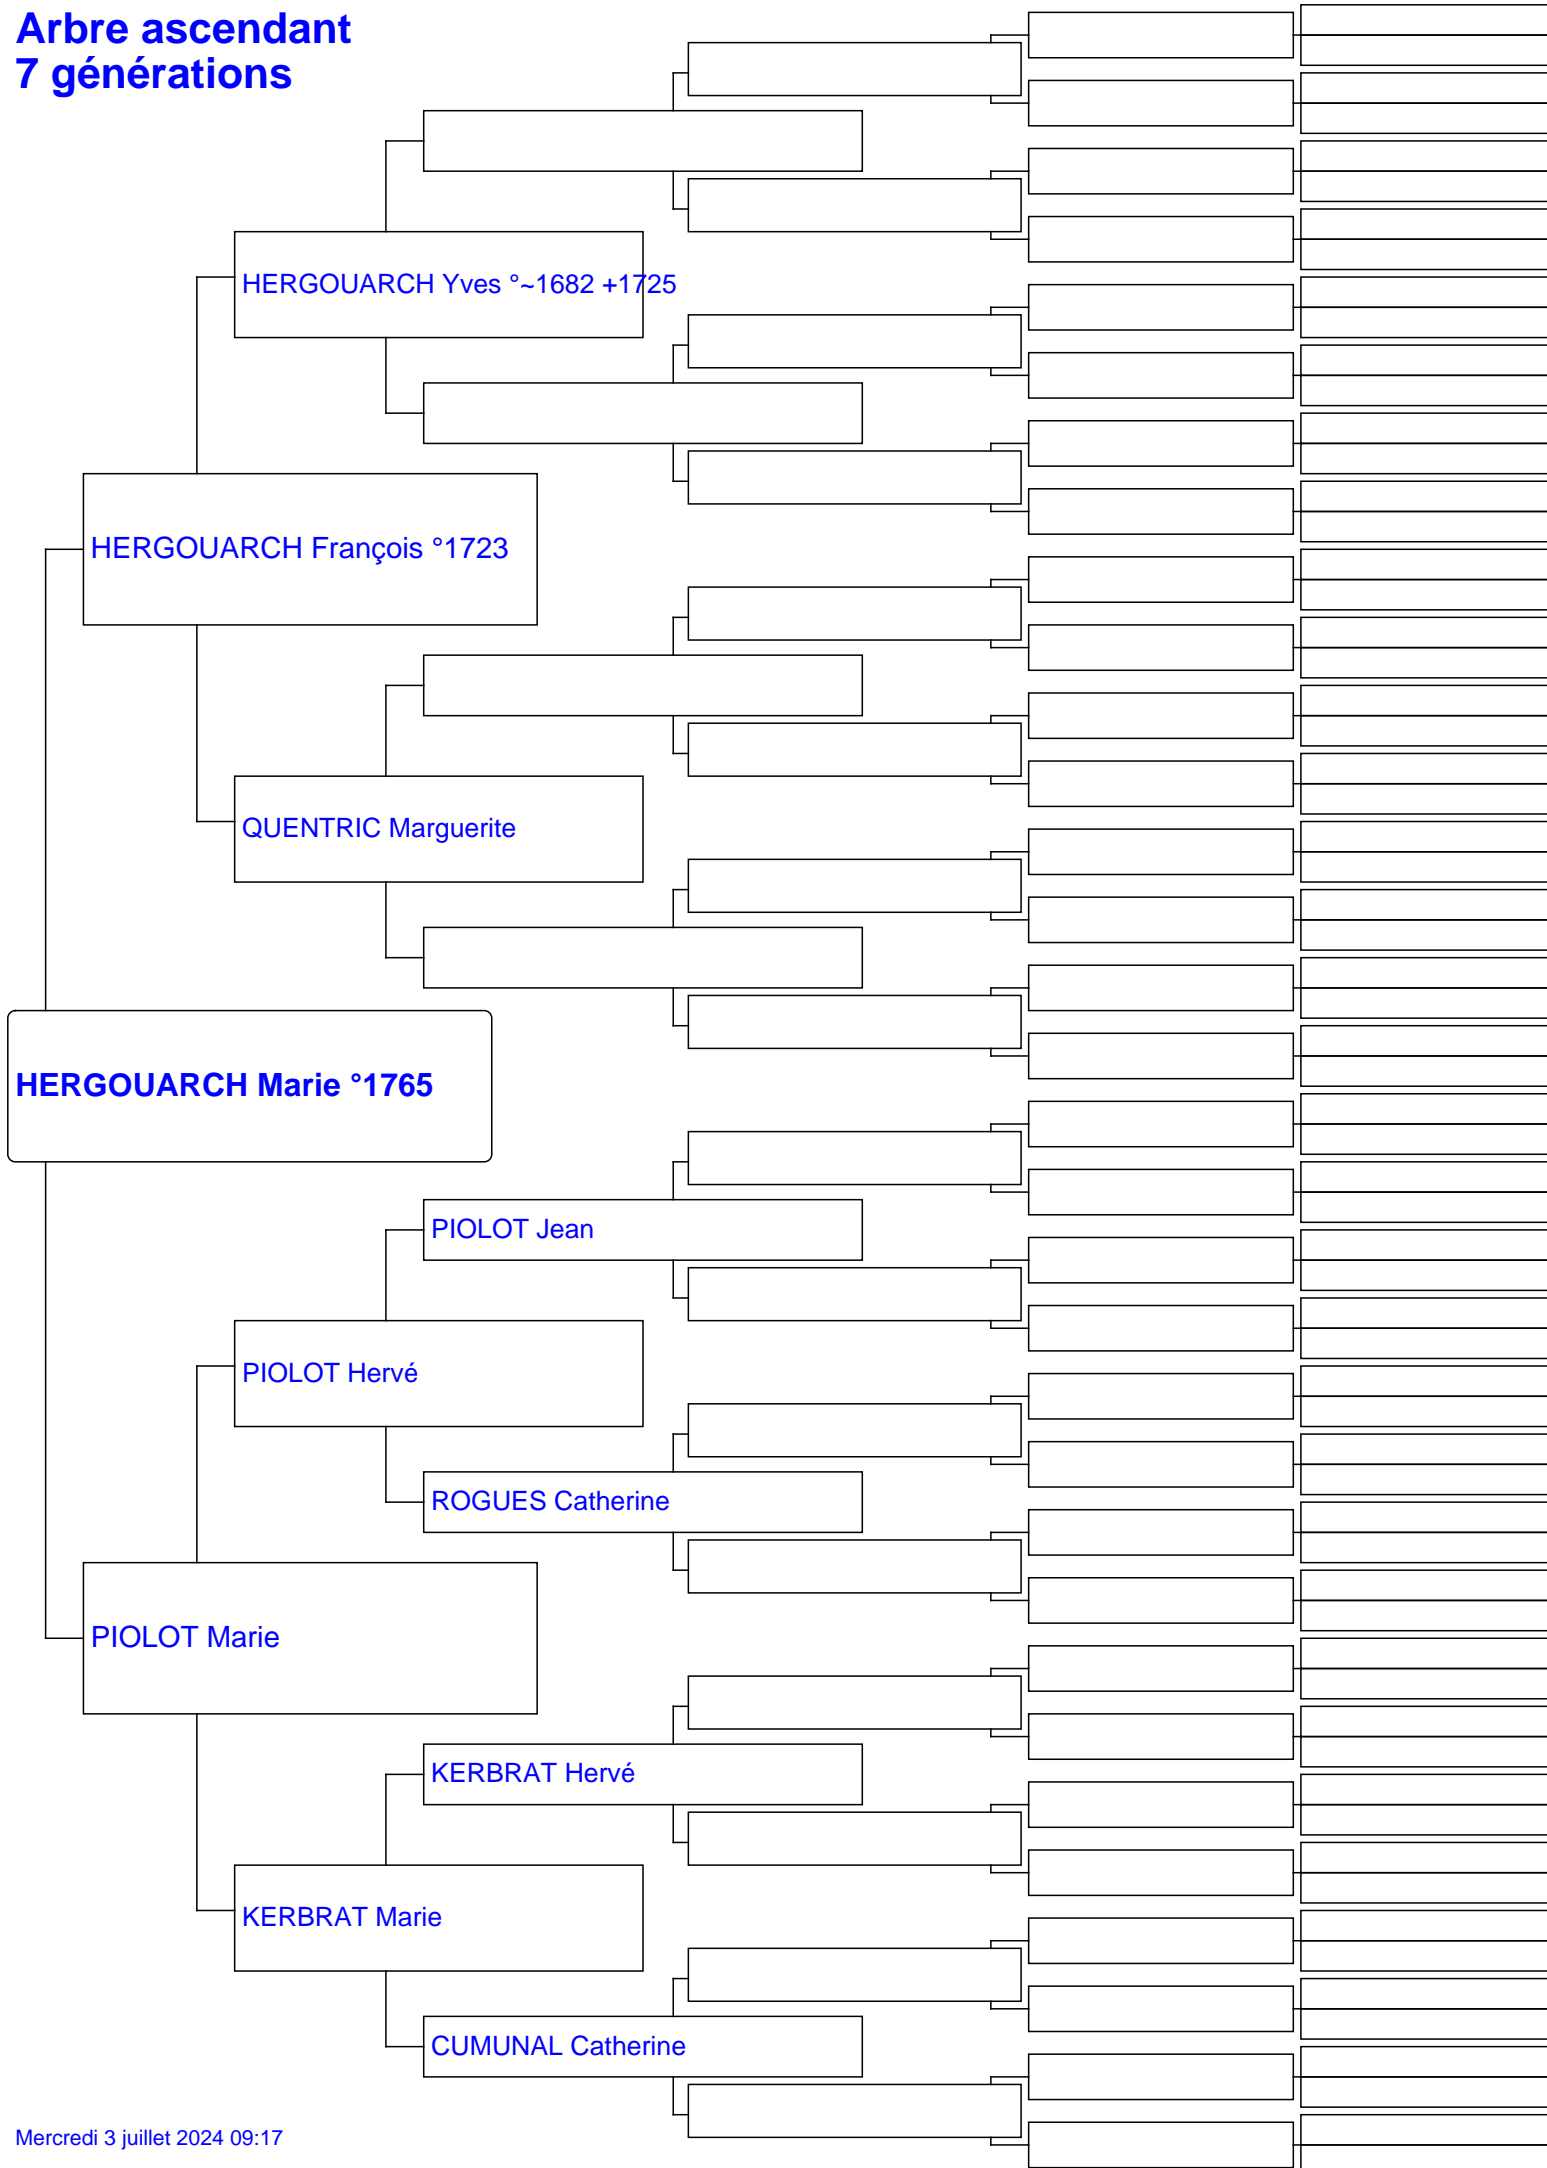 Arbre ascendant
7 générations
HERGOUARCH Yves °~1682 +1725
HERGOUARCH François °1723
QUENTRIC Marguerite
HERGOUARCH Marie °1765
PIOLOT Jean
PIOLOT Hervé
ROGUES Catherine
PIOLOT Marie
KERBRAT Hervé
KERBRAT Marie
CUMUNAL Catherine
Mercredi 3 juillet 2024 09:17